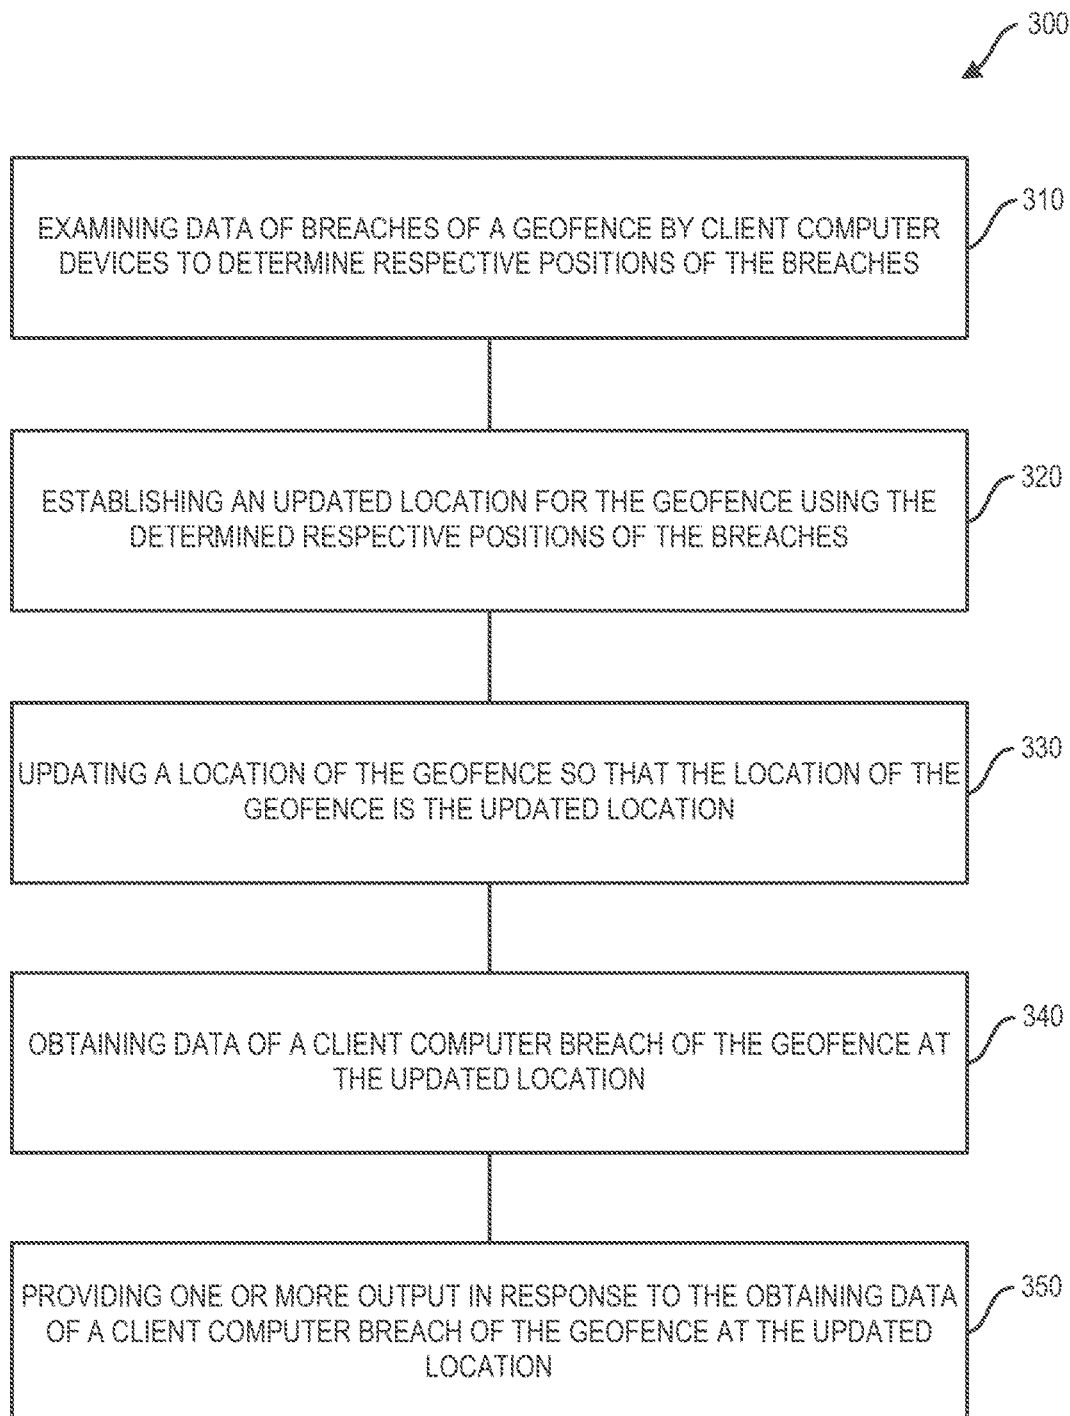 300
310
EXAMINING DATA OF BREACHES OF A GEOFENCE BY CLIENT COMPUTER
DEVICES TO DETERMINE RESPECTIVE POSITIONS OF THE BREACHES
320
ESTABLISHING AN UPDATED LOCATION FOR THE GEOFENCE USING THE
DETERMINED RESPECTIVE POSITIONS OF THE BREACHES
330
UPDATING A LOCATION OF THE GEOFENCE SO THAT THE LOCATION OF THE
GEOFENCE IS THE UPDATED LOCATION
340
OBTAINING DATA OF A CLIENT COMPUTER BREACH OF THE GEOFENCE AT
THE UPDATED LOCATION
350
PROVIDING ONE OR MORE OUTPUT IN RESPONSE TO THE OBTAINING DATA
OF A CLIENT COMPUTER BREACH OF THE GEOFENCE AT THE UPDATED
LOCATION